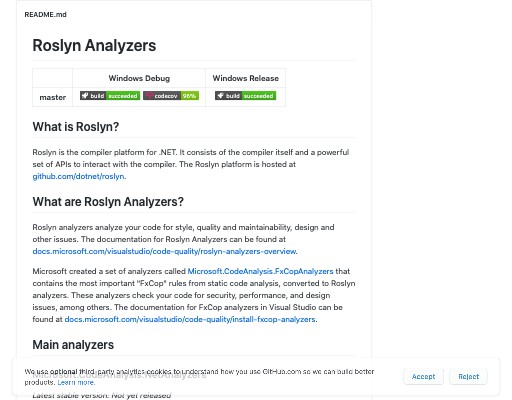 README.md
Roslyn Analyzers
Windows Debug Windows Release
master build succeeded codecov 96% build succeeded
What is Roslyn?
Roslyn is the compiler platform for .NET. It consists of the compiler itself and a powerful
set of APIs to interact with the compiler. The Roslyn platform is hosted at
github.com/dotnet/roslyn.
What are Roslyn Analyzers?
Roslyn analyzers analyze your code for style, quality and maintainability, design and
other issues. The documentation for Roslyn Analyzers can be found at
docs.microsoft.com/visualstudio/code-quality/roslyn-analyzers-overview.
Microsoft created a set of analyzers called Microsoft.CodeAnalysis.FxCopAnalyzers that
contains the most important "FxCop" rules from static code analysis, converted to Roslyn
analyzers. These analyzers check your code for security, performance, and design
issues, among others. The documentation for FxCop analyzers in Visual Studio can be
found at docs.microsoft.com/visualstudio/code-quality/install-fxcop-analyzers.
Main analyzers
We use optional third-party analytics cookies to understand how you use GitHub.com so we can build better
products. Learn more.
Accept Reject
Microsoft.CodeAnalysis.NetAnalyzers
Latest stable version: Not yet released